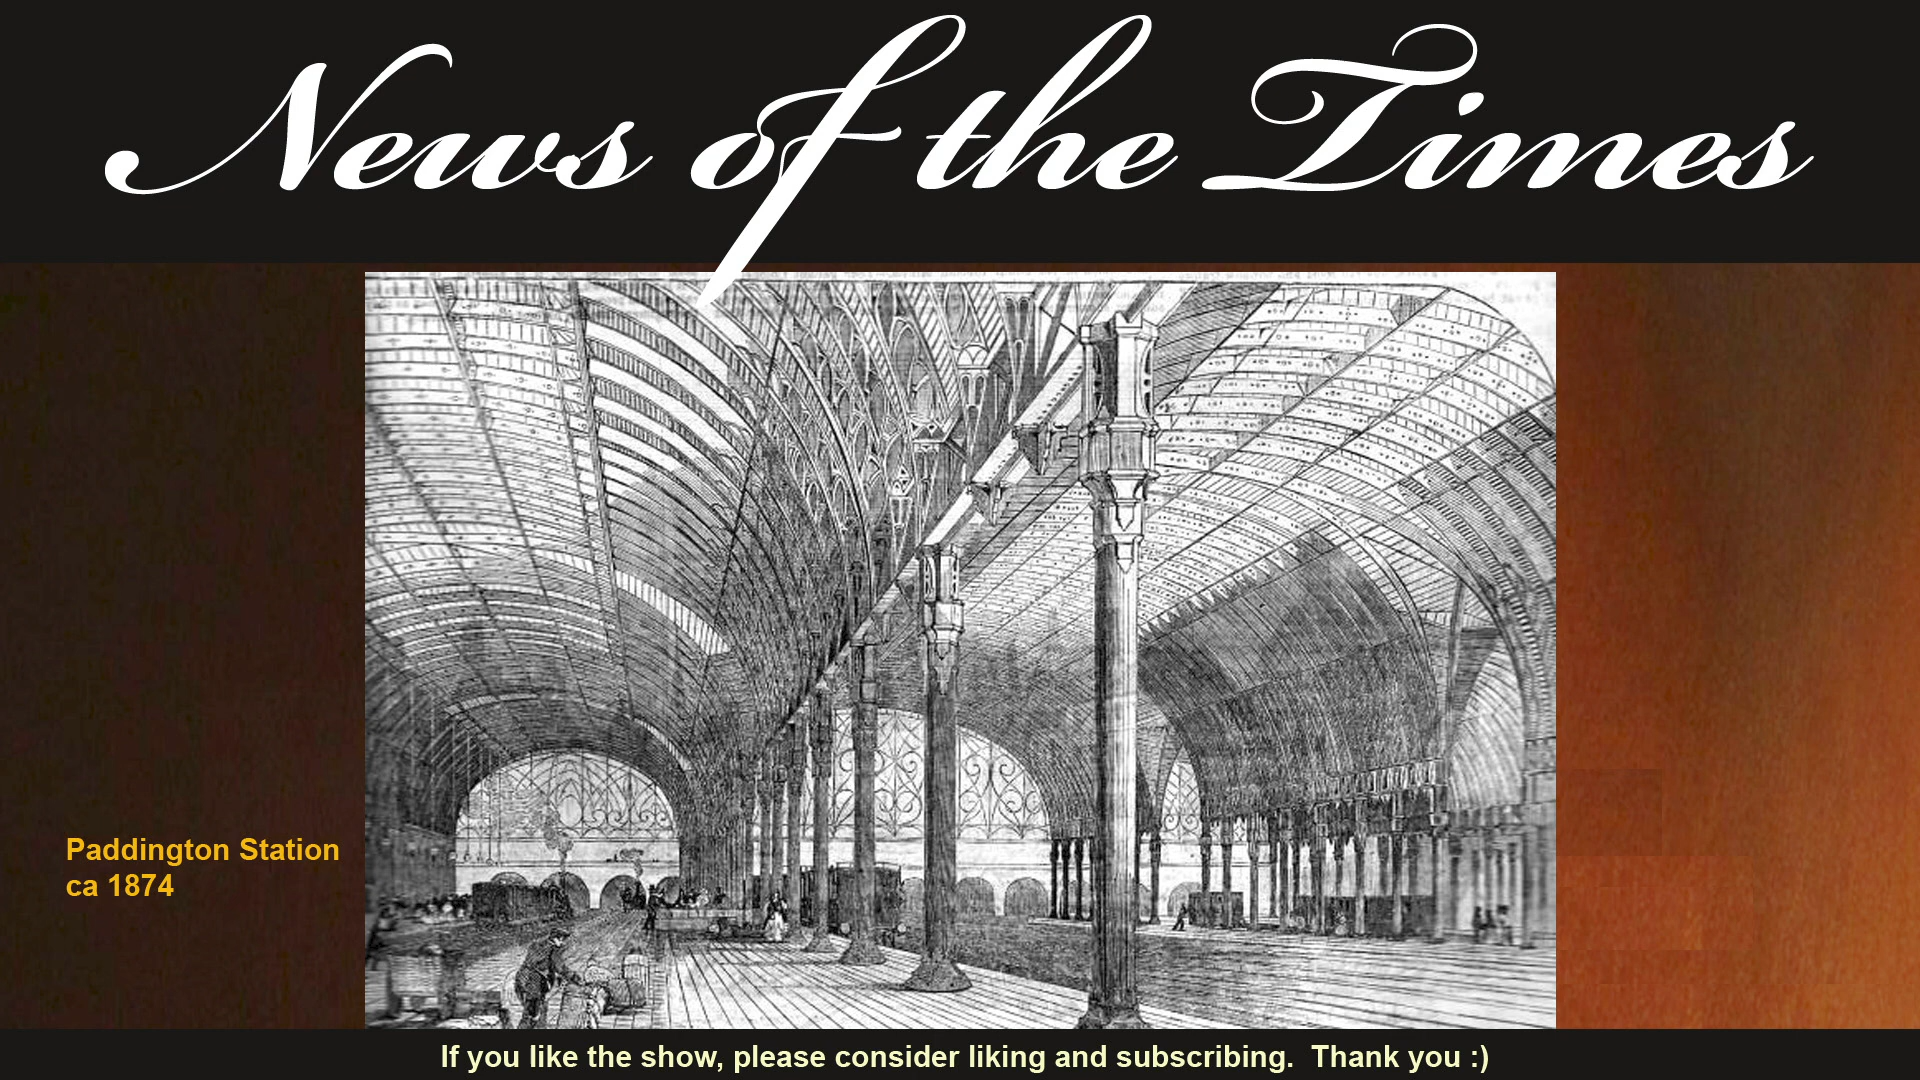 News of the Times
Paddington Station
ca 1874
If you like the show, please consider liking and subscribing.  Thank you :)